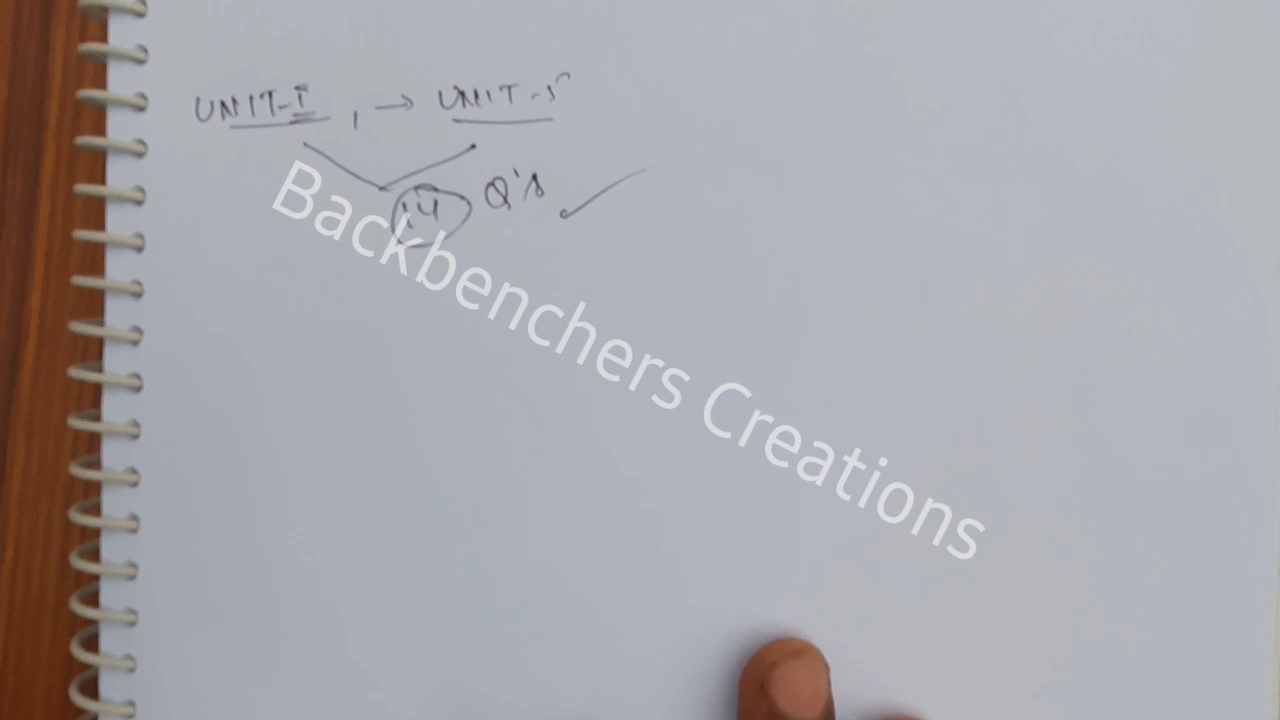 UNIT-I , → UNIT-5
14 Q's ✓
Backbenchers Creations